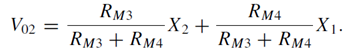 V_{02} = \frac{R_{M3}}{R_{M3} + R_{M4}} X_2 + \frac{R_{M4}}{R_{M3} + R_{M4}} X_1.